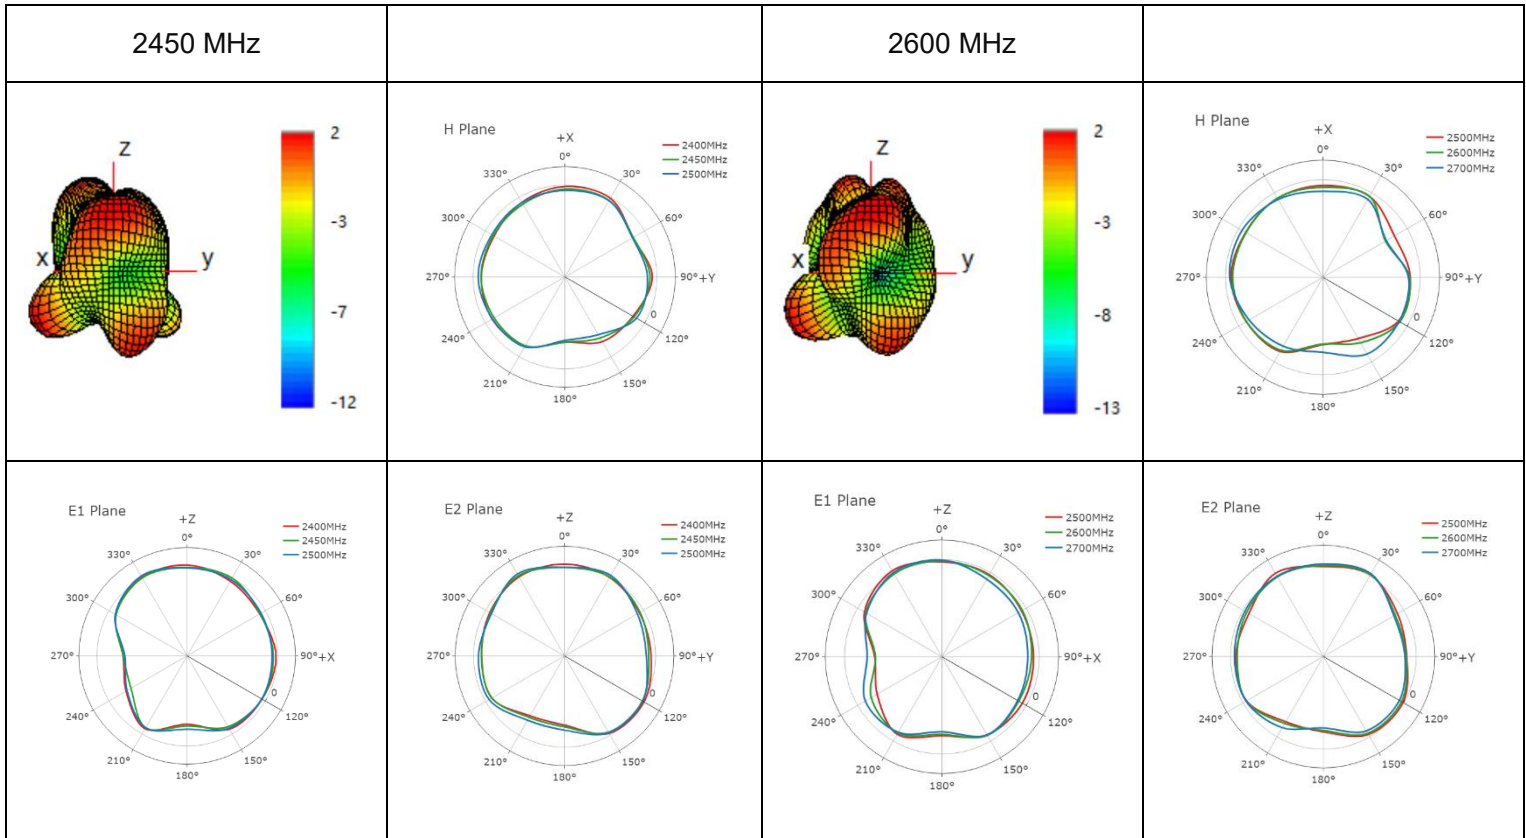 2450 MHz
2600 MHz
Z
x
y
2
-3
-7
-12
H Plane
+X
0°
2400MHz
2450MHz
2500MHz
330°
30°
300°
60°
270°
90°+Y
0
240°
120°
210°
150°
180°
Z
x
y
2
-3
-8
-13
H Plane
+X
0°
2500MHz
2600MHz
2700MHz
330°
30°
300°
60°
270°
90°+Y
0
240°
120°
210°
150°
180°
E1 Plane
+Z
0°
2400MHz
2450MHz
2500MHz
330°
30°
300°
60°
270°
90°+X
0
240°
120°
210°
150°
180°
E2 Plane
+Z
0°
2400MHz
2450MHz
2500MHz
330°
30°
300°
60°
270°
90°+Y
0
240°
120°
210°
150°
180°
E1 Plane
+Z
0°
2500MHz
2600MHz
2700MHz
330°
30°
300°
60°
270°
90°+X
0
240°
120°
210°
150°
180°
E2 Plane
+Z
0°
2500MHz
2600MHz
2700MHz
330°
30°
300°
60°
270°
90°+Y
0
240°
120°
210°
150°
180°